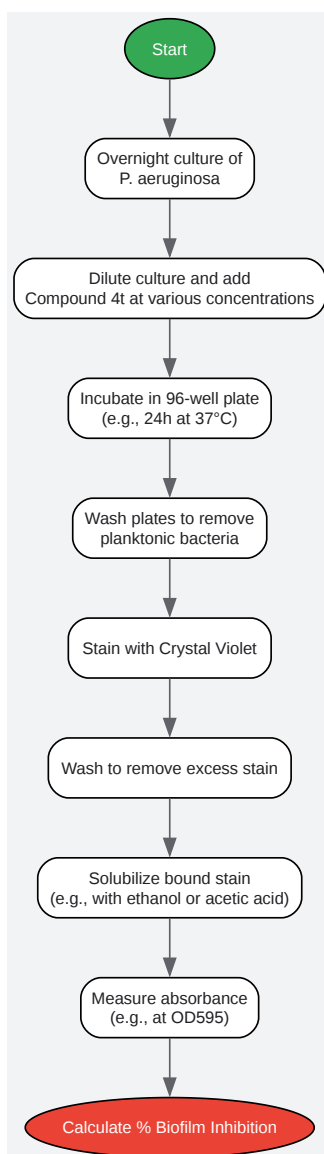 Start
Overnight culture of
P. aeruginosa
Dilute culture and add
Compound 4t at various concentrations
Incubate in 96-well plate
(e.g., 24h at 37°C)
Wash plates to remove
planktonic bacteria
Stain with Crystal Violet
Wash to remove excess stain
Solubilize bound stain
(e.g., with ethanol or acetic acid)
Measure absorbance
(e.g., at OD595)
Calculate % Biofilm Inhibition